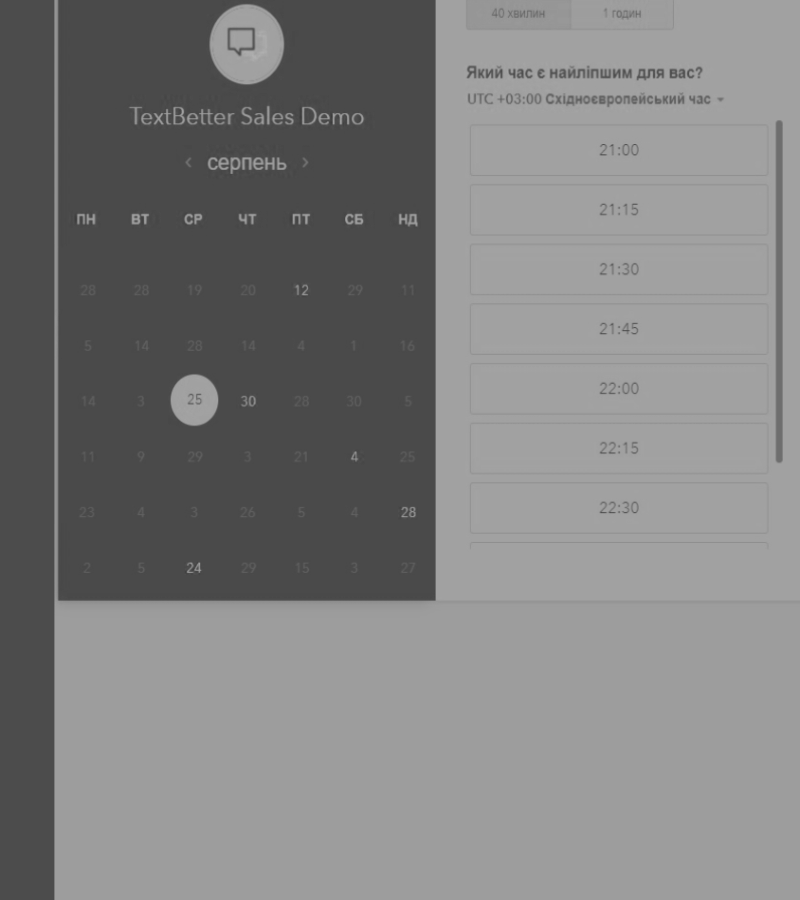 40 хвилин 1 годин
TextBetter Sales Demo
серпень
ПН ВТ СР ЧТ ПТ СБ НД
28 28 19 20 12 29 11
5 14 28 14 4 1 16
14 3 25 30 28 30 5
11 9 29 3 21 4 25
23 4 3 26 5 4 28
2 5 24 29 15 3 27
Який час є найліпшим для вас?
UTC +03:00 Східноєвропейський час
21:00
21:15
21:30
21:45
22:00
22:15
22:30